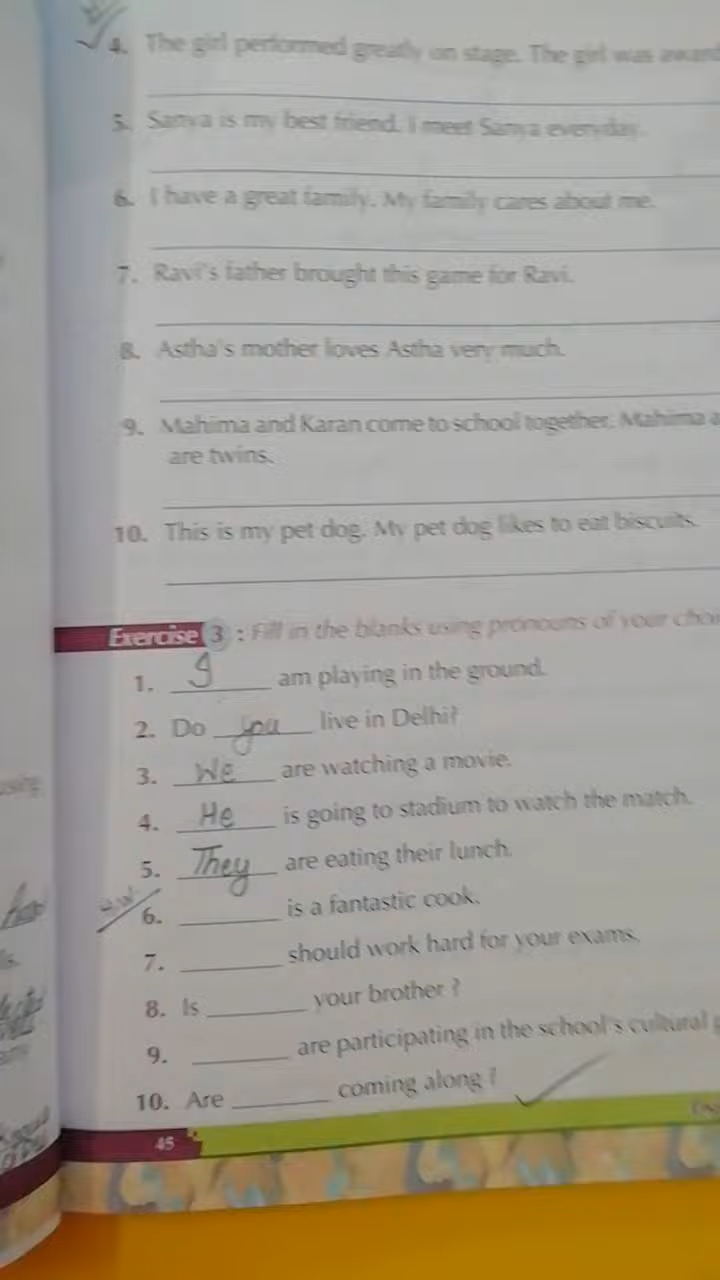 4. The girl performed greatly on stage. The girl was
5. Sanya is my best friend. I meet Sanya everyday.
6. I have a great family. My family cares about me.
7. Ravi's father brought this game for Ravi.
8. Astha's mother loves Astha very much.
9. Mahima and Karan come to school together. Mahima
are twins.
10. This is my pet dog. My pet dog likes to eat biscuits.
Exercise 3 : Fill in the blanks using pronouns of your
1. I am playing in the ground.
2. Do you live in Delhi?
3. We are watching a movie.
4. He is going to stadium to watch the match.
5. They are eating their lunch.
6. ______ is a fantastic cook.
7. ______ should work hard for your exams.
8. Is ______ your brother ?
9. ______ are participating in the school's cultural
10. Are ______ coming along ?
45